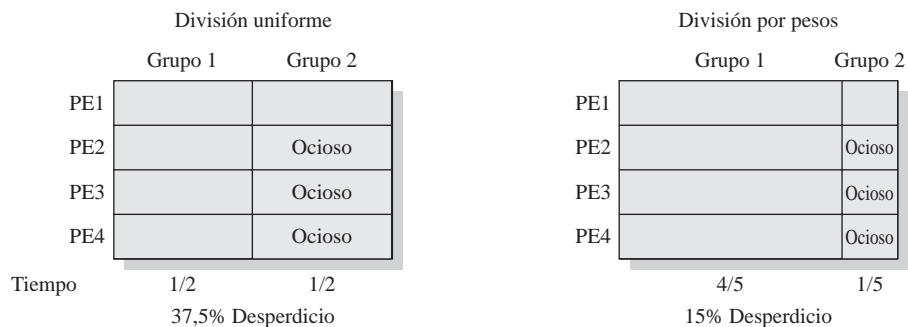 División uniforme
Grupo 1 Grupo 2
PE1
PE2 Ocioso
PE3 Ocioso
PE4 Ocioso
Tiempo 1/2 1/2
37,5% Desperdicio
División por pesos
Grupo 1 Grupo 2
PE1
PE2 Ocioso
PE3 Ocioso
PE4 Ocioso
4/5 1/5
15% Desperdicio